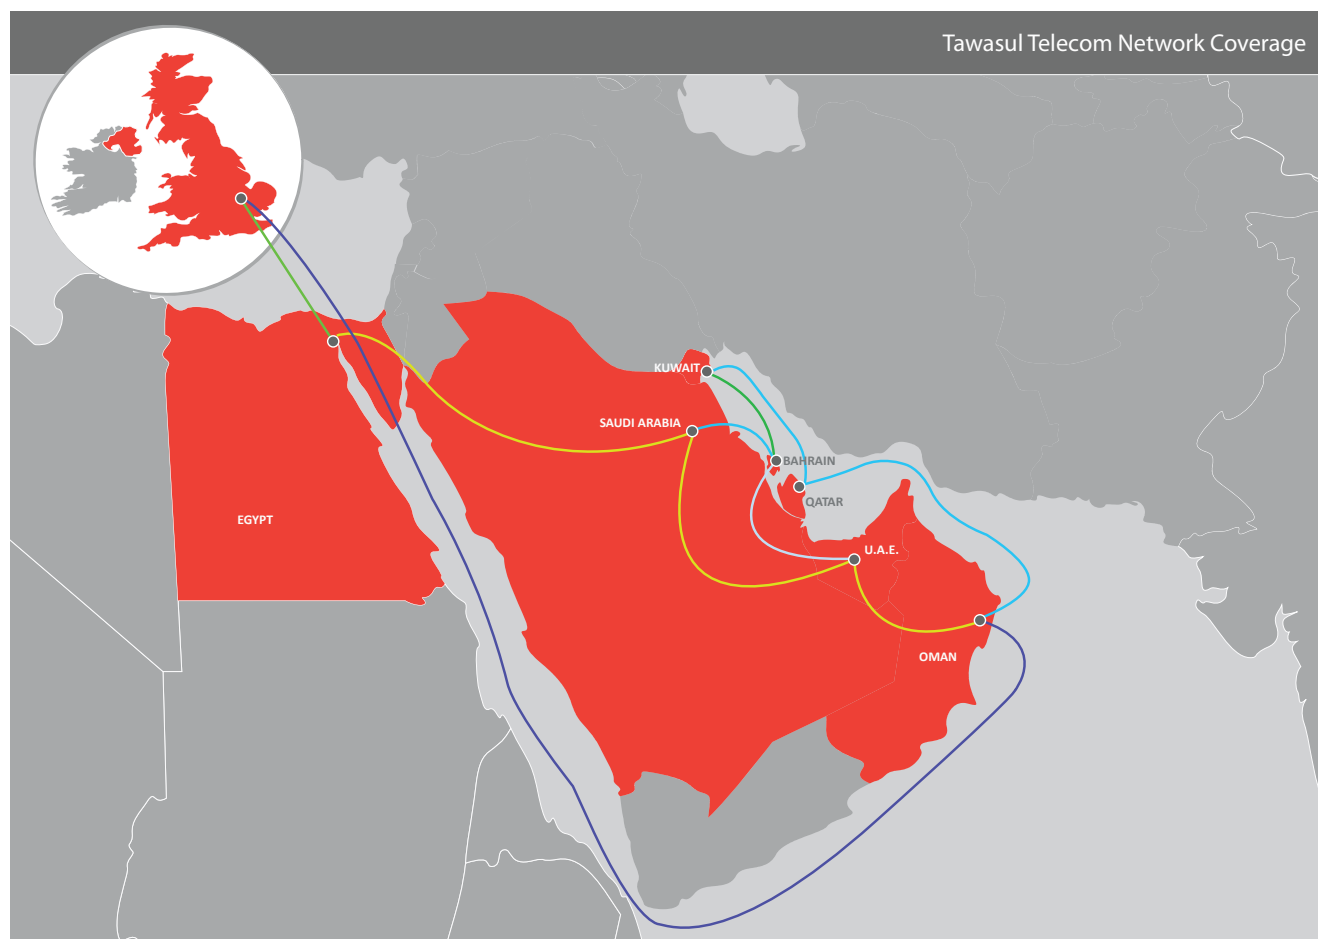 Tawasul Telecom Network Coverage
KUWAIT
SAUDI ARABIA
BAHRAIN
QATAR
EGYPT
U.A.E.
OMAN